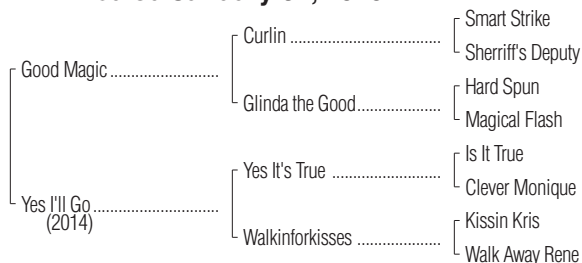 Smart Strike
Curlin
Sherriff's Deputy
Good Magic
Hard Spun
Glinda the Good
Magical Flash
Is It True
Yes It's True
Clever Monique
Yes I'll Go
(2014)
Kissin Kris
Walkinforkisses
Walk Away Rene